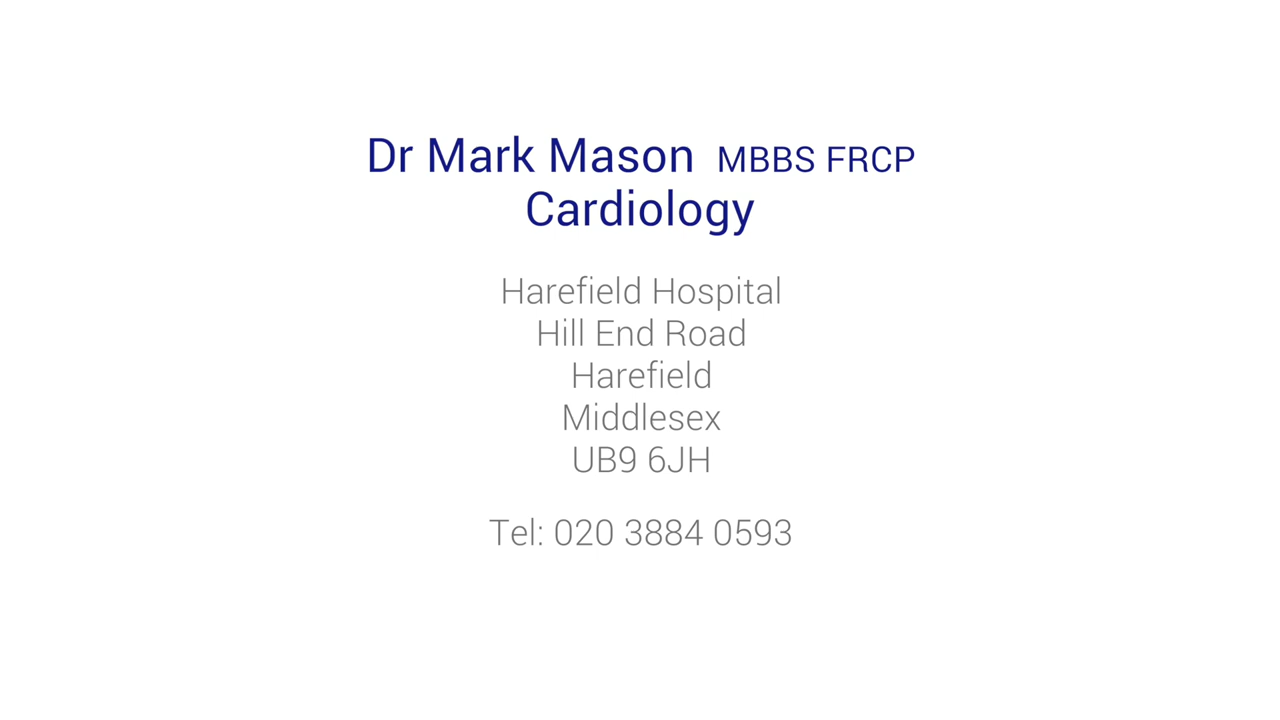 Dr Mark Mason MBBS FRCP
Cardiology
Harefield Hospital
Hill End Road
Harefield
Middlesex
UB9 6JH
Tel: 020 3884 0593